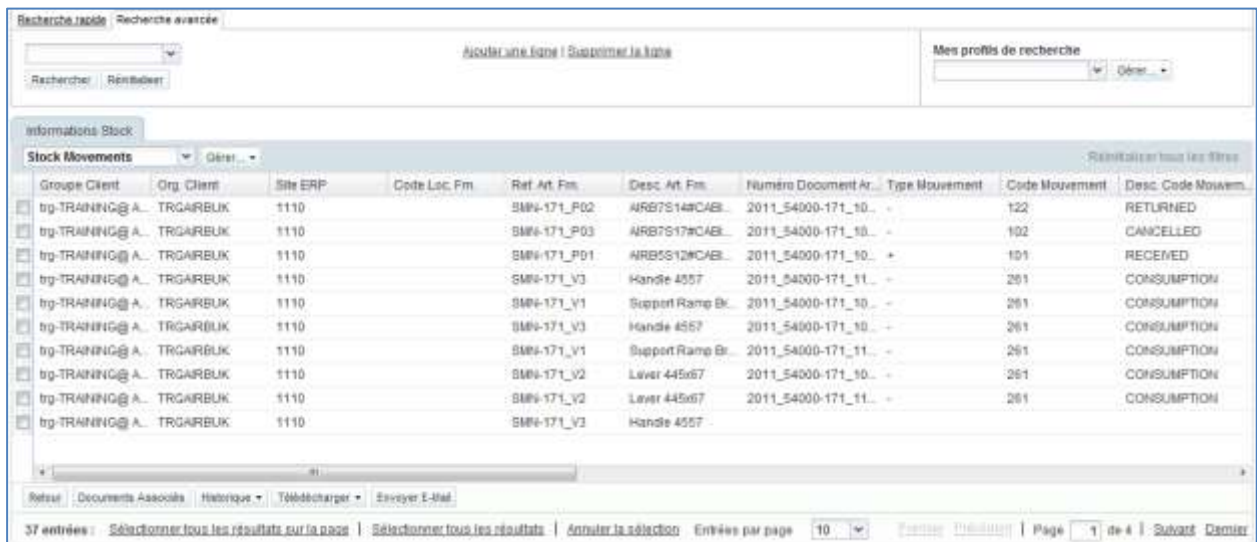 Recherche rapide Recherche avancée
Ajouter une ligne | Supprimer la ligne
Mes profils de recherche
Gérer...
Rechercher Réinitialiser
Informations Stock
Stock Movements Gérer... Réinitialiser tous les filtres
Groupe Client Org. Client Site ERP Code Loc. Frn. Ref. Art. Frn. Desc. Art. Frn. Numéro Document Ar... Type Mouvement Code Mouvement Desc. Code Mouvem...
trg-TRAINING@ A... TRGAIRBUK 1110 SMN-171_P02 AIRB7S14#CABI... 2011_54000-171_10... - 122 RETURNED
trg-TRAINING@ A... TRGAIRBUK 1110 SMN-171_P03 AIRB7S17#CABI... 2011_54000-171_10... - 102 CANCELLED
trg-TRAINING@ A... TRGAIRBUK 1110 SMN-171_P01 AIRB5S12#CABI... 2011_54000-171_10... + 101 RECEIVED
trg-TRAINING@ A... TRGAIRBUK 1110 SMN-171_V3 Handle 4557 2011_54000-171_11... - 261 CONSUMPTION
trg-TRAINING@ A... TRGAIRBUK 1110 SMN-171_V1 Support Ramp Br... 2011_54000-171_10... - 261 CONSUMPTION
trg-TRAINING@ A... TRGAIRBUK 1110 SMN-171_V3 Handle 4557 2011_54000-171_10... - 261 CONSUMPTION
trg-TRAINING@ A... TRGAIRBUK 1110 SMN-171_V1 Support Ramp Br... 2011_54000-171_11... - 261 CONSUMPTION
trg-TRAINING@ A... TRGAIRBUK 1110 SMN-171_V2 Lever 445x67 2011_54000-171_10... - 261 CONSUMPTION
trg-TRAINING@ A... TRGAIRBUK 1110 SMN-171_V2 Lever 445x67 2011_54000-171_11... - 261 CONSUMPTION
trg-TRAINING@ A... TRGAIRBUK 1110 SMN-171_V3 Handle 4557
Retour Documents Associés Historique Télédécharger Envoyer E-Mail
37 entrées : Sélectionner tous les résultats sur la page | Sélectionner tous les résultats | Annuler la sélection Entrées par page 10 Premier Précédent | Page 1 de 4 | Suivant Dernier